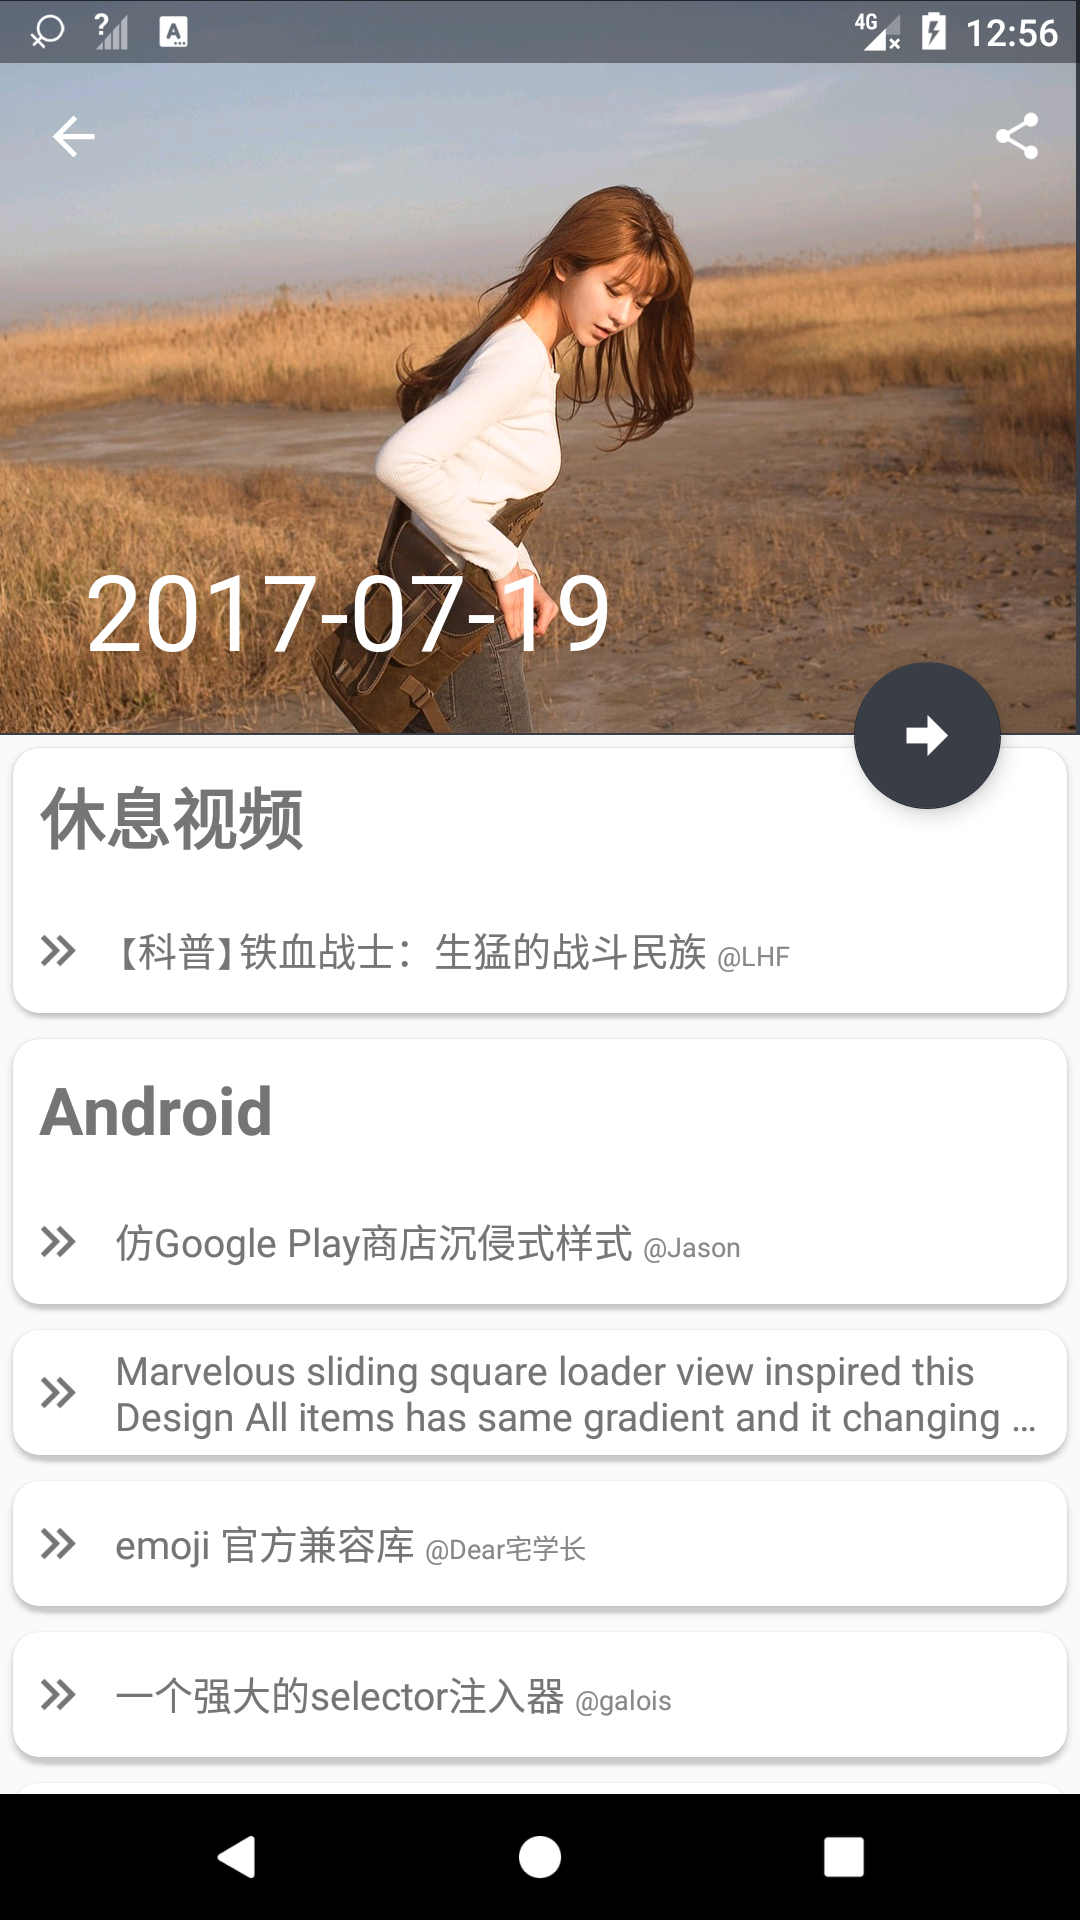 4G
12:56
2017-07-19
休息视频
【科普】铁血战士：生猛的战斗民族 @LHF
Android
仿Google Play商店沉侵式样式 @Jason
Marvelous sliding square loader view inspired this
Design All items has same gradient and it changing ...
emoji 官方兼容库 @Dear宅学长
一个强大的selector注入器 @galois